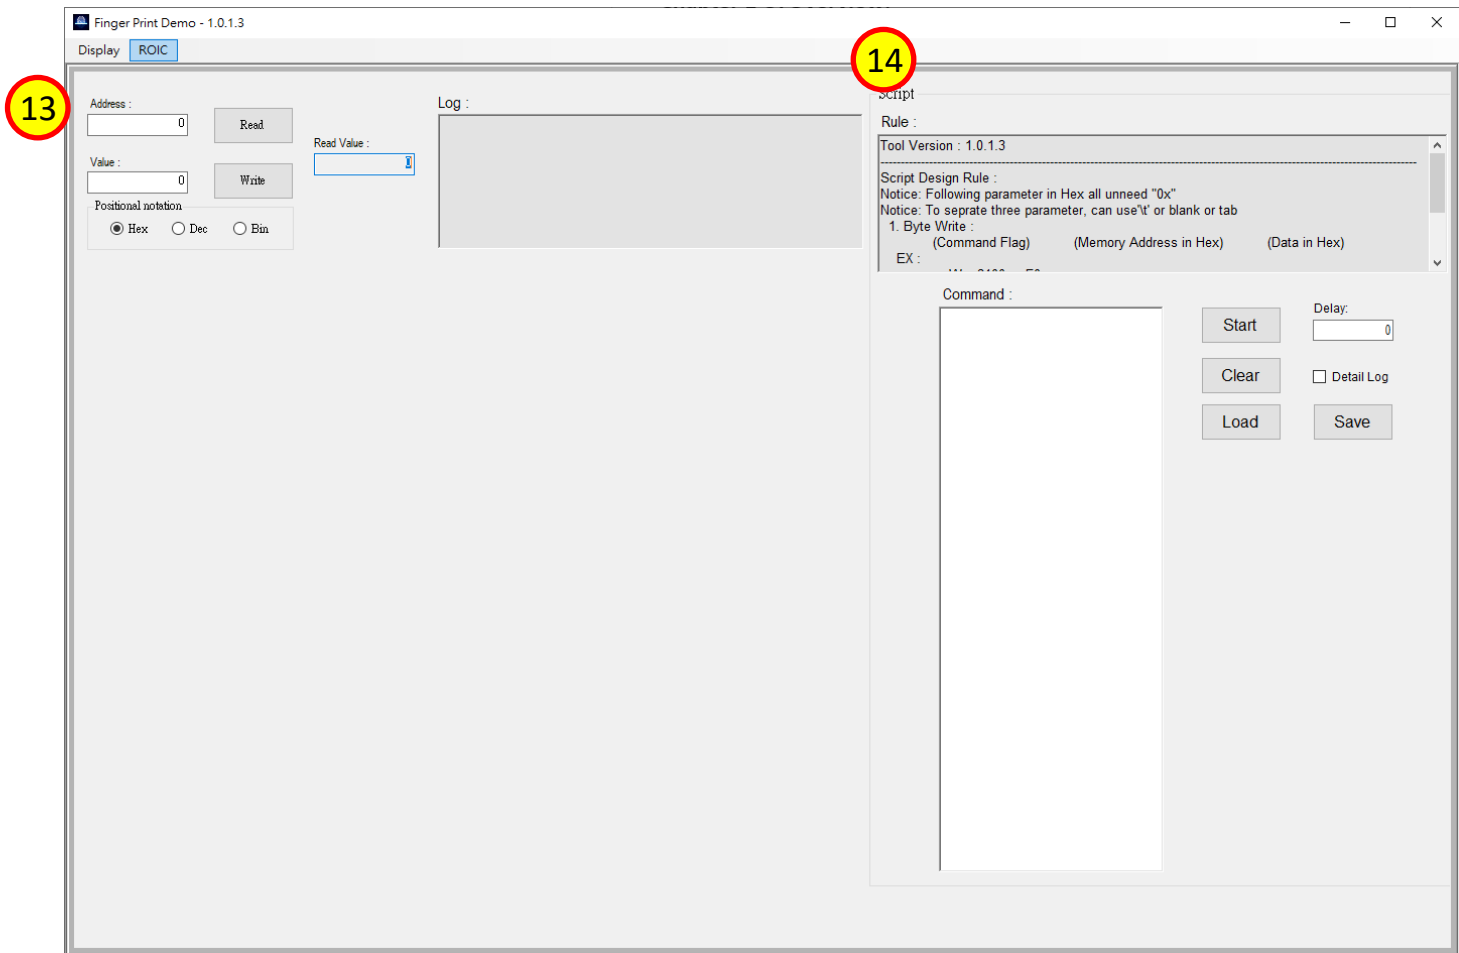 Finger Print Demo - 1.0.1.3
Display ROIC
13
14
Address :
0
Read
Value :
0
Write
Positional notation
Hex Dec Bin
Read Value :
0
Log :
Script
Rule :
Tool Version : 1.0.1.3
Script Design Rule :
Notice: Following parameter in Hex all unneed "0x"
Notice: To seprate three parameter, can use'\t' or blank or tab
1. Byte Write :
(Command Flag) (Memory Address in Hex) (Data in Hex)
EX :
Command :
Start
Delay:
0
Clear
Detail Log
Load
Save